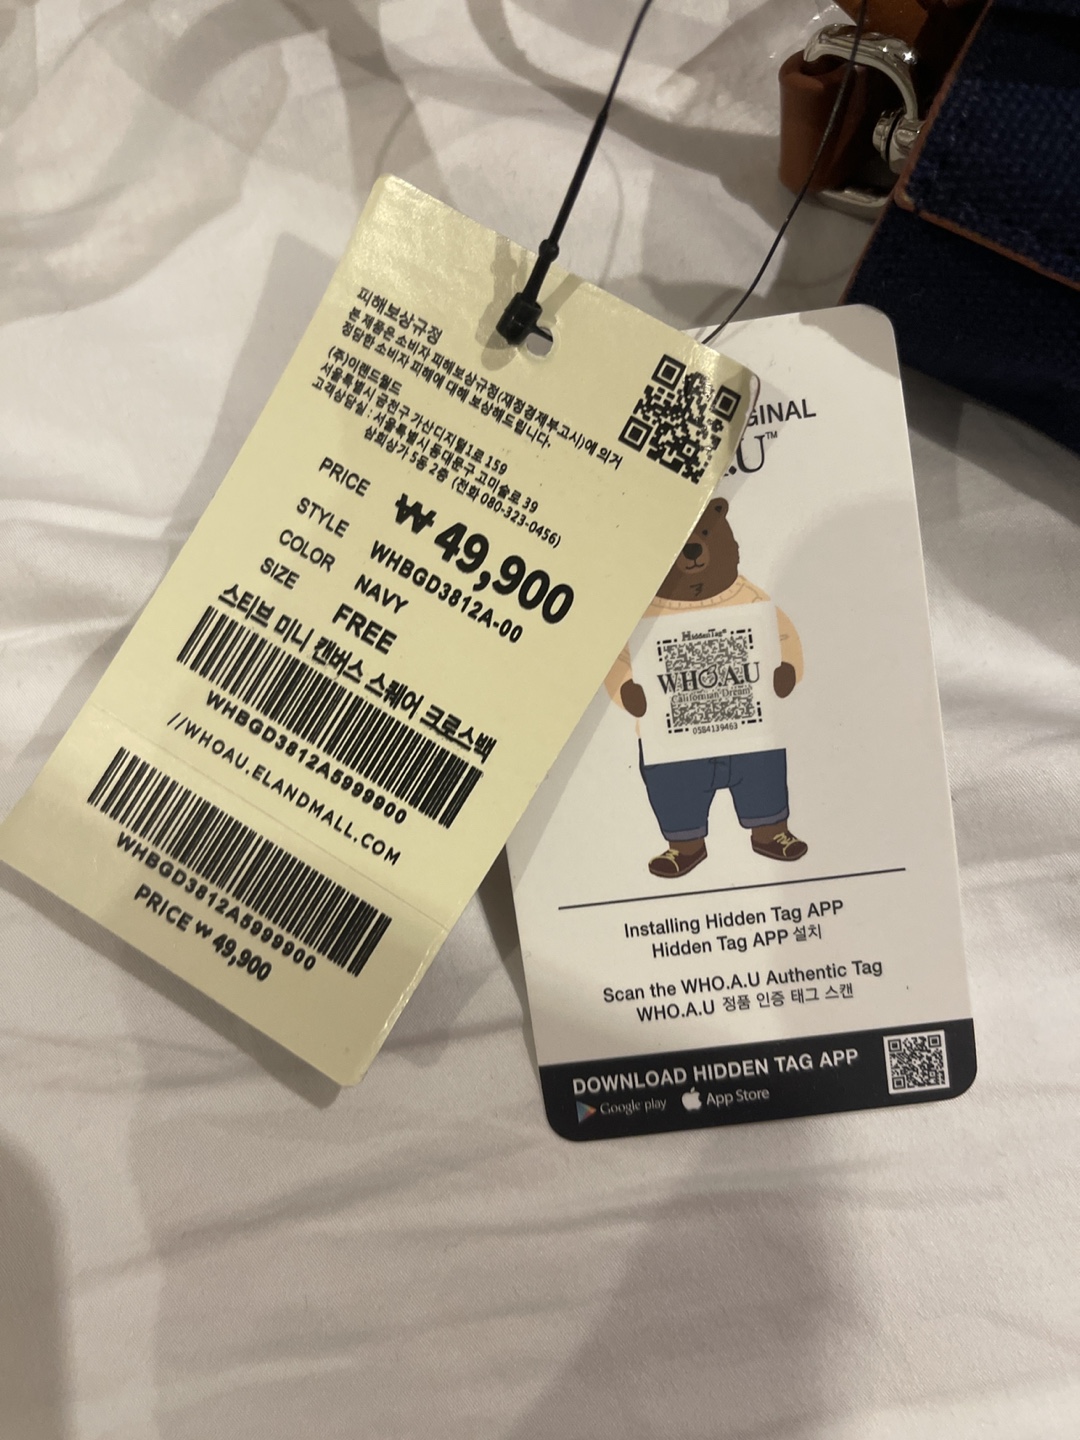 피해보상규정
본 제품은 소비자 피해보상규정(재정경제부고시)에 의거
정당한 소비자 피해에 대해 보상해드립니다.
(주)이랜드월드
서울특별시 금천구 가산디지털1로 159
고객상담실 : 서울특별시 동대문구 고미술로 39
삼희상가 5동 2층 (전화 080-323-0456)
PRICE ₩49,900
STYLE WHBGD3812A-00
COLOR NAVY
SIZE FREE
스티브 미니 캔버스 스퀘어 크로스백
WHBGD3812A5999900
//WHOAU.ELANDMALL.COM
WHBGD3812A5999900
PRICE ₩49,900
GINAL
.U™
HiddenTag®
WHO.A.U
Californian Dream
0584139463
Installing Hidden Tag APP
Hidden Tag APP 설치
Scan the WHO.A.U Authentic Tag
WHO.A.U 정품 인증 태그 스캔
DOWNLOAD HIDDEN TAG APP
Google play App Store